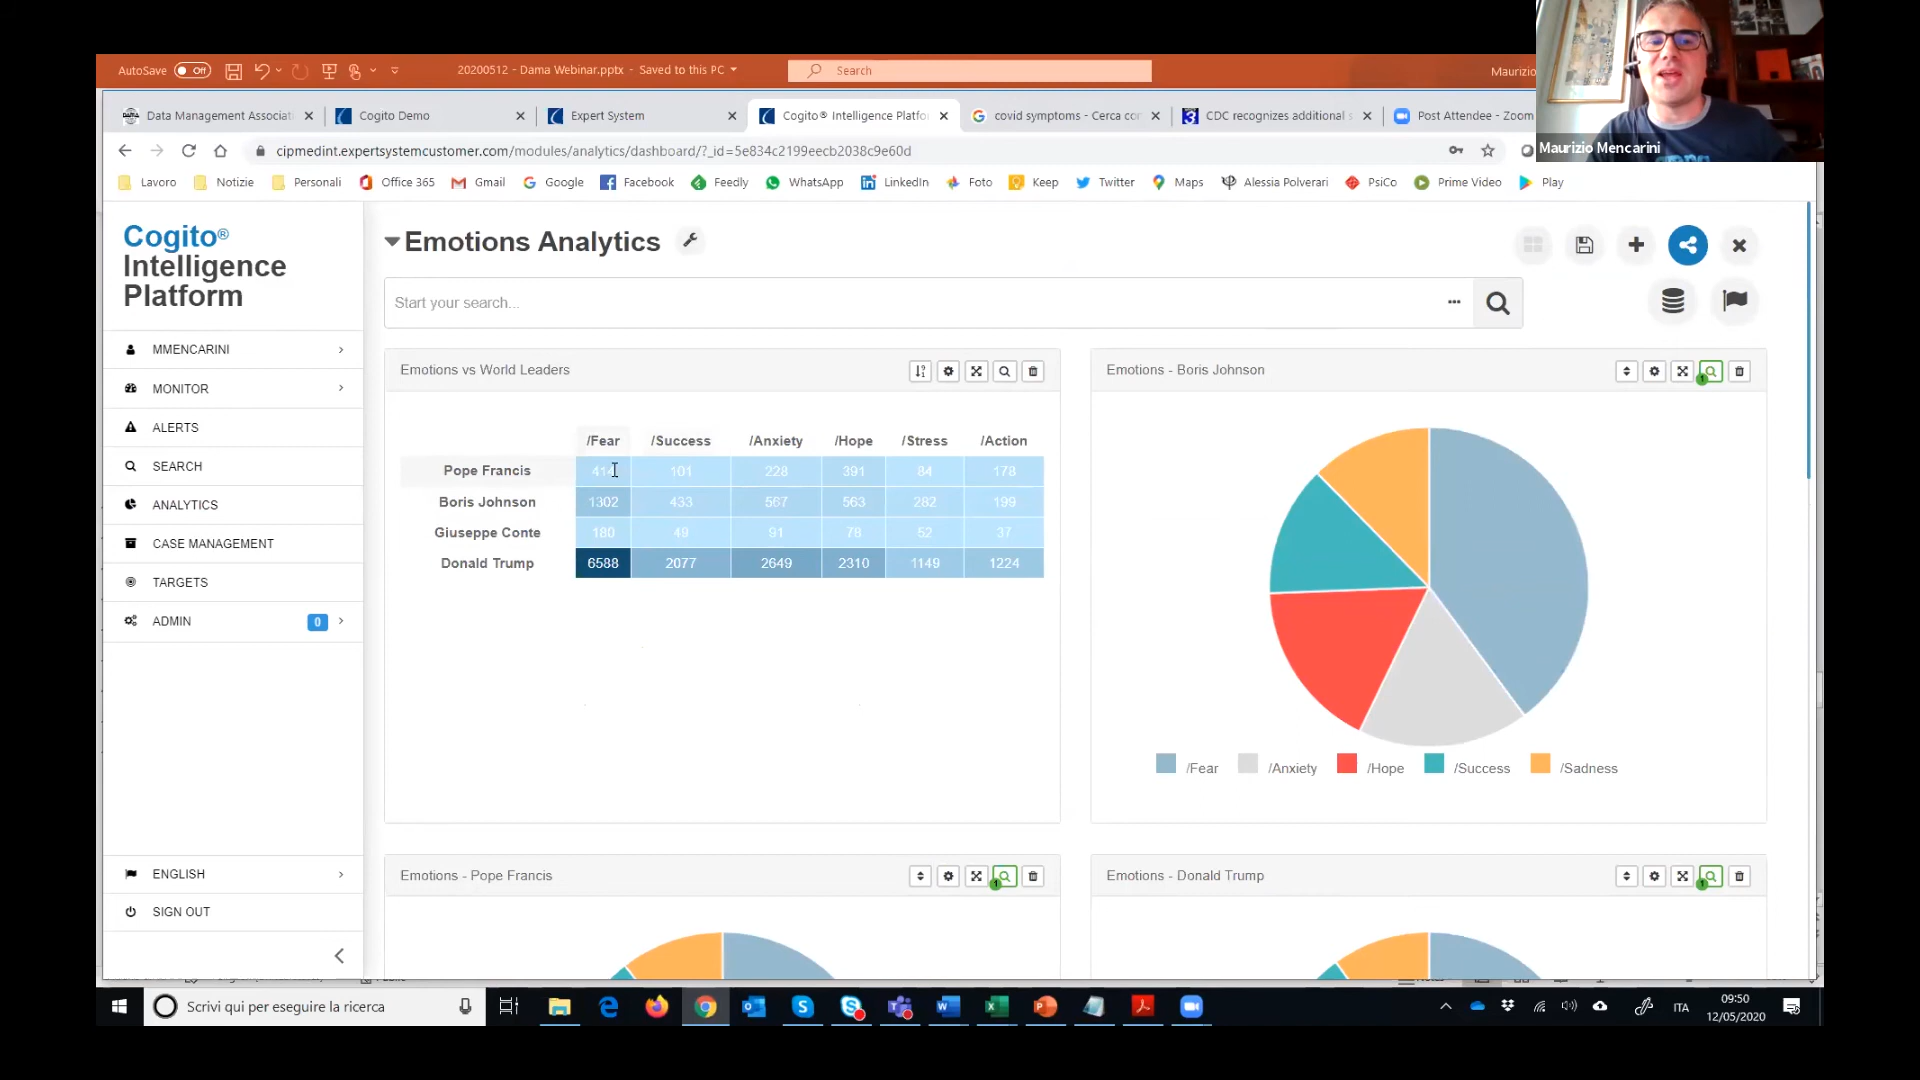 AutoSave Off 20200512 - Dama Webinar.pptx - Saved to this PC Search Maurizio
Data Management Associati Cogito Demo Expert System Cogito® Intelligence Platfo covid symptoms - Cerca co CDC recognizes additional s Post Attendee - Zoom
cipmedint.expertsystemcustomer.com/modules/analytics/dashboard/?_id=5e834c2199eecb2038c9e60d
Maurizio Mencarini
Lavoro Notizie Personali Office 365 Gmail Google Facebook Feedly WhatsApp LinkedIn Foto Keep Twitter Maps Alessia Polverari PsiCo Prime Video Play
Cogito®
Intelligence
Platform
MMENCARINI
MONITOR
ALERTS
SEARCH
ANALYTICS
CASE MANAGEMENT
TARGETS
ADMIN 0
ENGLISH
SIGN OUT
Emotions Analytics
Start your search...
Emotions vs World Leaders
/Fear /Success /Anxiety /Hope /Stress /Action
Pope Francis 414 101 228 391 84 178
Boris Johnson 1302 433 567 563 282 199
Giuseppe Conte 180 49 91 78 52 37
Donald Trump 6588 2077 2649 2310 1149 1224
Emotions - Boris Johnson
1
/Fear /Anxiety /Hope /Success /Sadness
Emotions - Pope Francis
1
Emotions - Donald Trump
1
Scrivi qui per eseguire la ricerca
ITA
09:50
12/05/2020